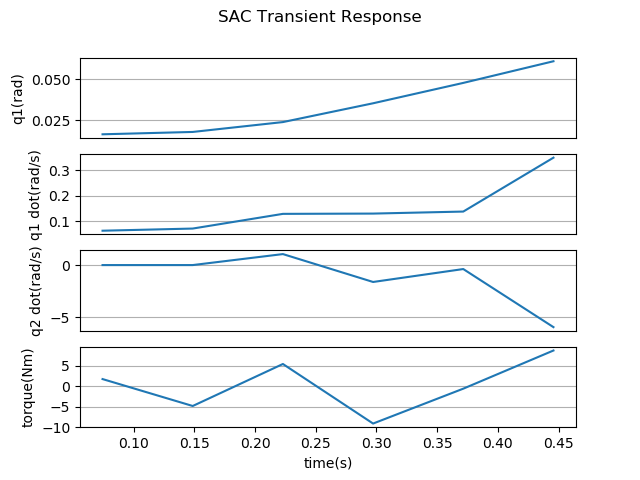 SAC Transient Response
q1(rad)
0.050
0.025
q1 dot(rad/s)
0.3
0.2
0.1
q2 dot(rad/s)
0
−5
torque(Nm)
5
0
−5
−10
0.10 0.15 0.20 0.25 0.30 0.35 0.40 0.45
time(s)